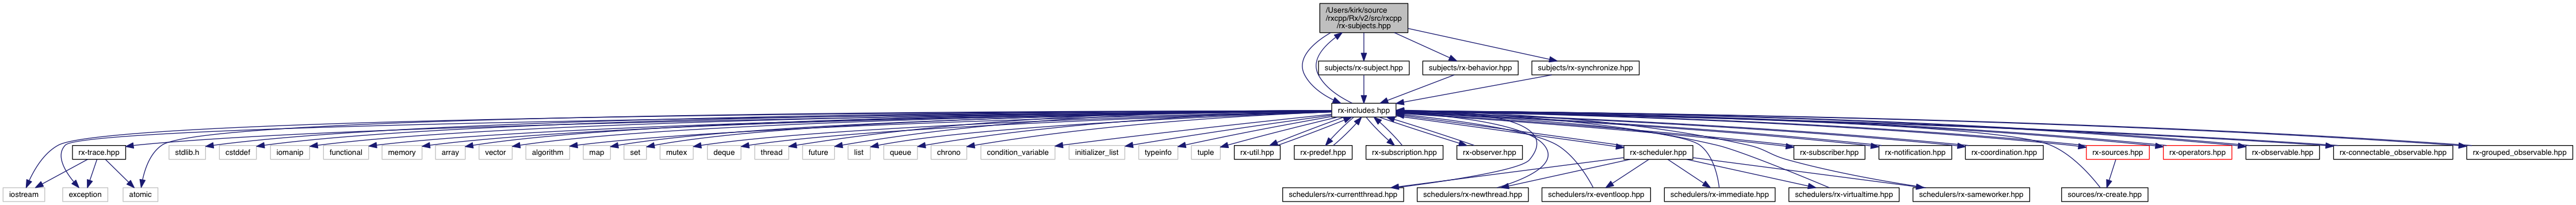 /Users/kirk/source
/rxcpp/Rx/v2/src/rxcpp
/rx-subjects.hpp
subjects/rx-subject.hpp
subjects/rx-behavior.hpp
subjects/rx-synchronize.hpp
rx-includes.hpp
rx-trace.hpp
stdlib.h
cstddef
iomanip
functional
memory
array
vector
algorithm
map
set
mutex
deque
thread
future
list
queue
chrono
condition_variable
initializer_list
typeinfo
tuple
rx-util.hpp
rx-predef.hpp
rx-subscription.hpp
rx-observer.hpp
rx-scheduler.hpp
rx-subscriber.hpp
rx-notification.hpp
rx-coordination.hpp
rx-sources.hpp
rx-operators.hpp
rx-observable.hpp
rx-connectable_observable.hpp
rx-grouped_observable.hpp
iostream
exception
atomic
schedulers/rx-currentthread.hpp
schedulers/rx-newthread.hpp
schedulers/rx-eventloop.hpp
schedulers/rx-immediate.hpp
schedulers/rx-virtualtime.hpp
schedulers/rx-sameworker.hpp
sources/rx-create.hpp